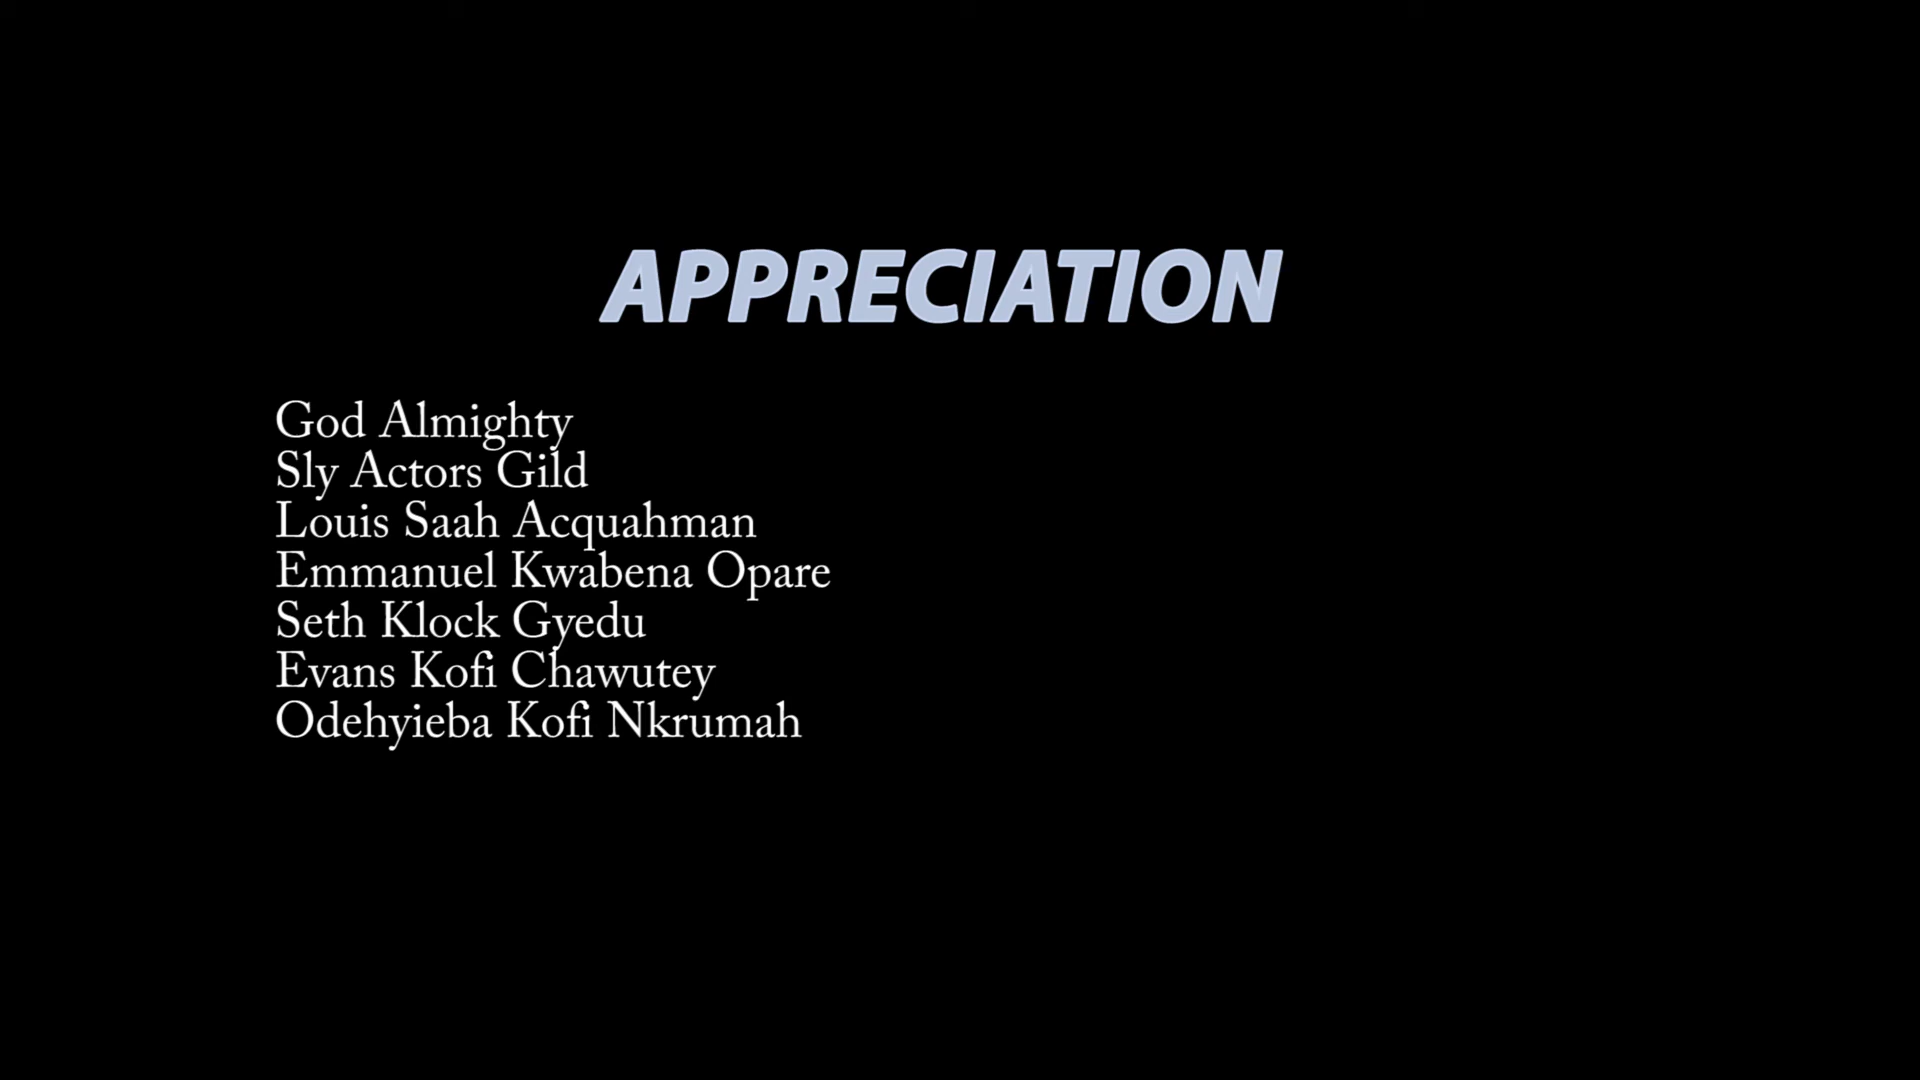 APPRECIATION
God Almighty
Sly Actors Gild
Louis Saah Acquahman
Emmanuel Kwabena Opare
Seth Klock Gyedu
Evans Kofi Chawutey
Odehyieba Kofi Nkrumah